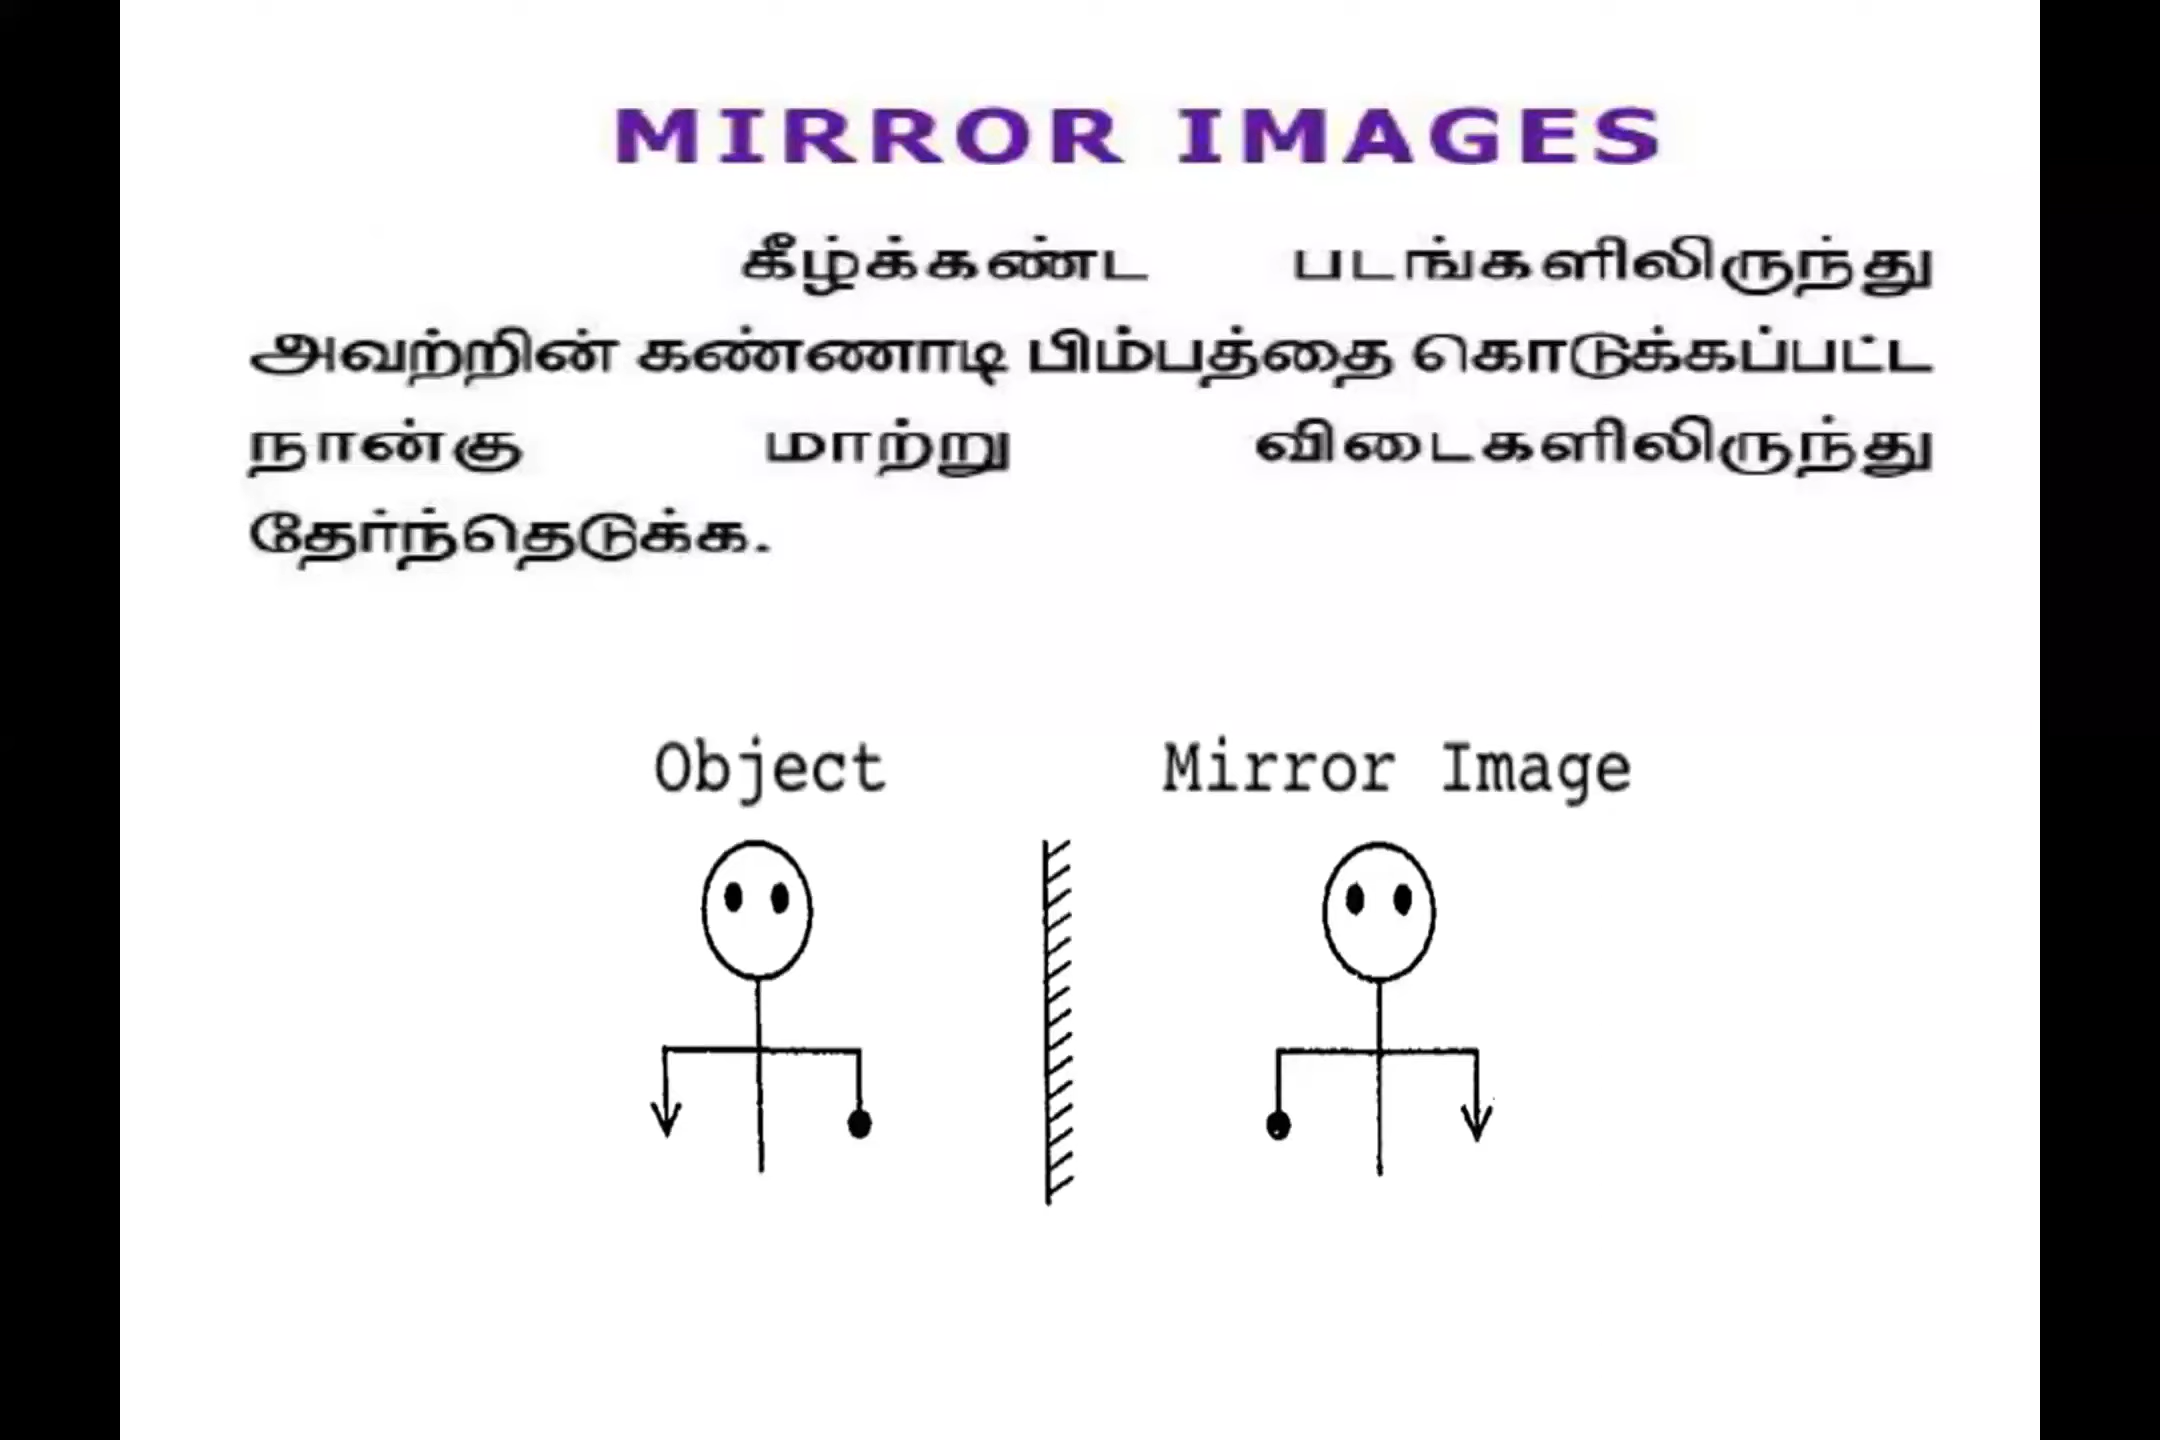 MIRROR IMAGES
கீழ்க்கண்ட படங்களிலிருந்து
அவற்றின் கண்ணாடி பிம்பத்தை கொடுக்கப்பட்ட
நான்கு மாற்று விடைகளிலிருந்து
தேர்ந்தெடுக்க.
Object Mirror Image